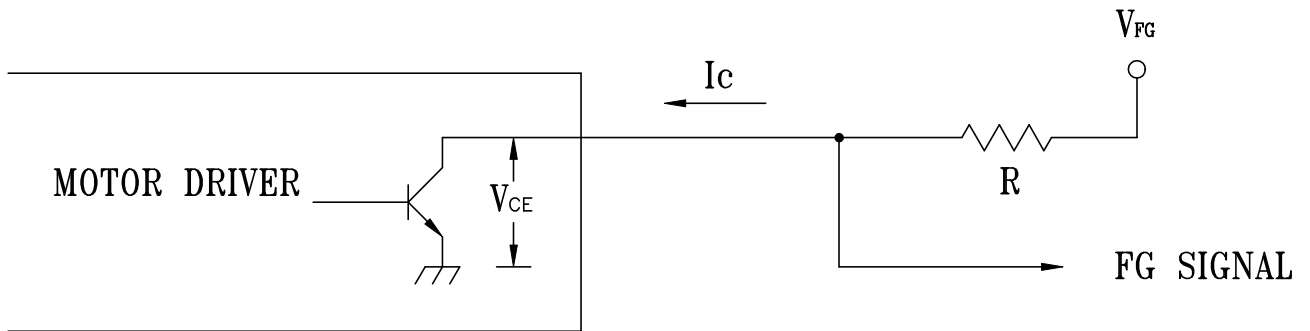 V_FG
Ic
MOTOR DRIVER
V_CE
R
FG SIGNAL